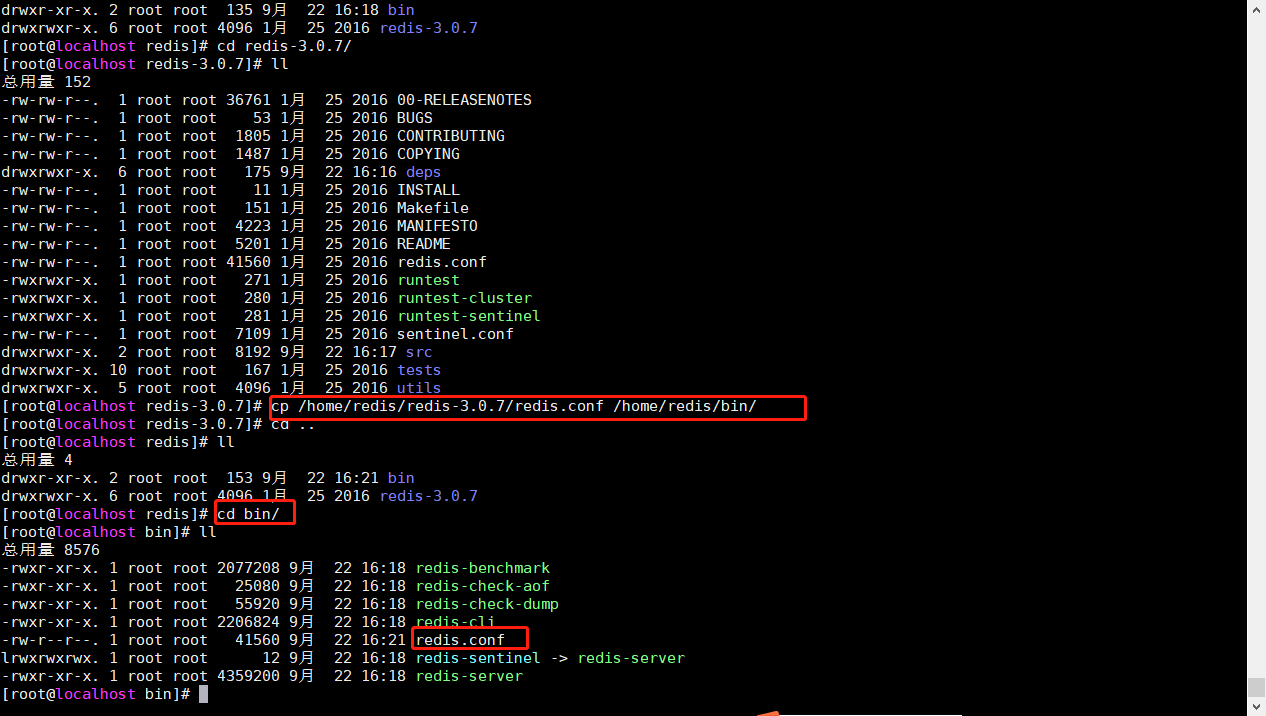 drwxr-xr-x. 2 root root  135 9月  22 16:18 bin
drwxrwxr-x. 6 root root 4096 1月  25 2016 redis-3.0.7
[root@localhost redis]# cd redis-3.0.7/
[root@localhost redis-3.0.7]# ll
总用量 152
-rw-rw-r--.  1 root root 36761 1月  25 2016 00-RELEASENOTES
-rw-rw-r--.  1 root root    53 1月  25 2016 BUGS
-rw-rw-r--.  1 root root  1805 1月  25 2016 CONTRIBUTING
-rw-rw-r--.  1 root root  1487 1月  25 2016 COPYING
drwxrwxr-x.  6 root root   175 9月  22 16:16 deps
-rw-rw-r--.  1 root root    11 1月  25 2016 INSTALL
-rw-rw-r--.  1 root root   151 1月  25 2016 Makefile
-rw-rw-r--.  1 root root  4223 1月  25 2016 MANIFESTO
-rw-rw-r--.  1 root root  5201 1月  25 2016 README
-rw-rw-r--.  1 root root 41560 1月  25 2016 redis.conf
-rwxrwxr-x.  1 root root   271 1月  25 2016 runtest
-rwxrwxr-x.  1 root root   280 1月  25 2016 runtest-cluster
-rwxrwxr-x.  1 root root   281 1月  25 2016 runtest-sentinel
-rw-rw-r--.  1 root root  7109 1月  25 2016 sentinel.conf
drwxrwxr-x.  2 root root  8192 9月  22 16:17 src
drwxrwxr-x. 10 root root   167 1月  25 2016 tests
drwxrwxr-x.  5 root root  4096 1月  25 2016 utils
[root@localhost redis-3.0.7]# cp /home/redis/redis-3.0.7/redis.conf /home/redis/bin/
[root@localhost redis-3.0.7]# cd ..
[root@localhost redis]# ll
总用量 4
drwxr-xr-x. 2 root root  153 9月  22 16:21 bin
drwxrwxr-x. 6 root root 4096 1月  25 2016 redis-3.0.7
[root@localhost redis]# cd bin/
[root@localhost bin]# ll
总用量 8576
-rwxr-xr-x. 1 root root 2077208 9月  22 16:18 redis-benchmark
-rwxr-xr-x. 1 root root   25080 9月  22 16:18 redis-check-aof
-rwxr-xr-x. 1 root root   55920 9月  22 16:18 redis-check-dump
-rwxr-xr-x. 1 root root 2206824 9月  22 16:18 redis-cli
-rw-r--r--. 1 root root   41560 9月  22 16:21 redis.conf
lrwxrwxrwx. 1 root root      12 9月  22 16:18 redis-sentinel -> redis-server
-rwxr-xr-x. 1 root root 4359200 9月  22 16:18 redis-server
[root@localhost bin]#